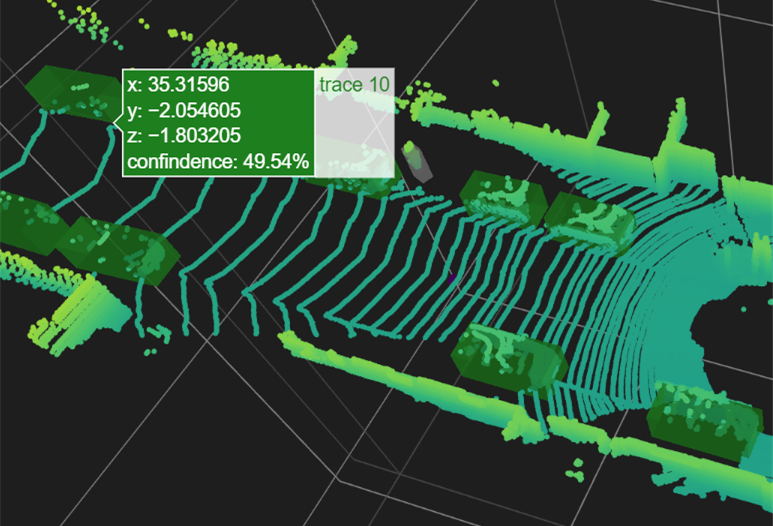 x: 35.31596
y: −2.054605
z: −1.803205
confindence: 49.54%
trace 10